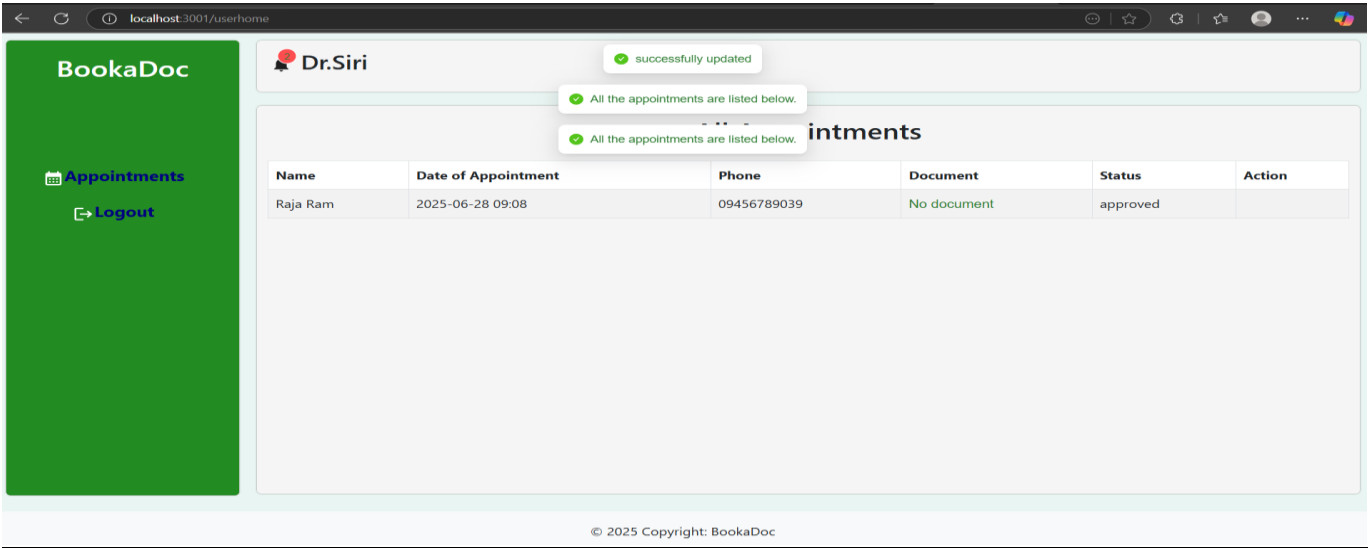 localhost:3001/userhome
BookaDoc
Appointments
Logout
2
Dr.Siri
successfully updated
All the appointments are listed below.
All the appointments are listed below.
intments
Name Date of Appointment Phone Document Status Action
Raja Ram 2025-06-28 09:08 09456789039 No document approved
© 2025 Copyright: BookaDoc